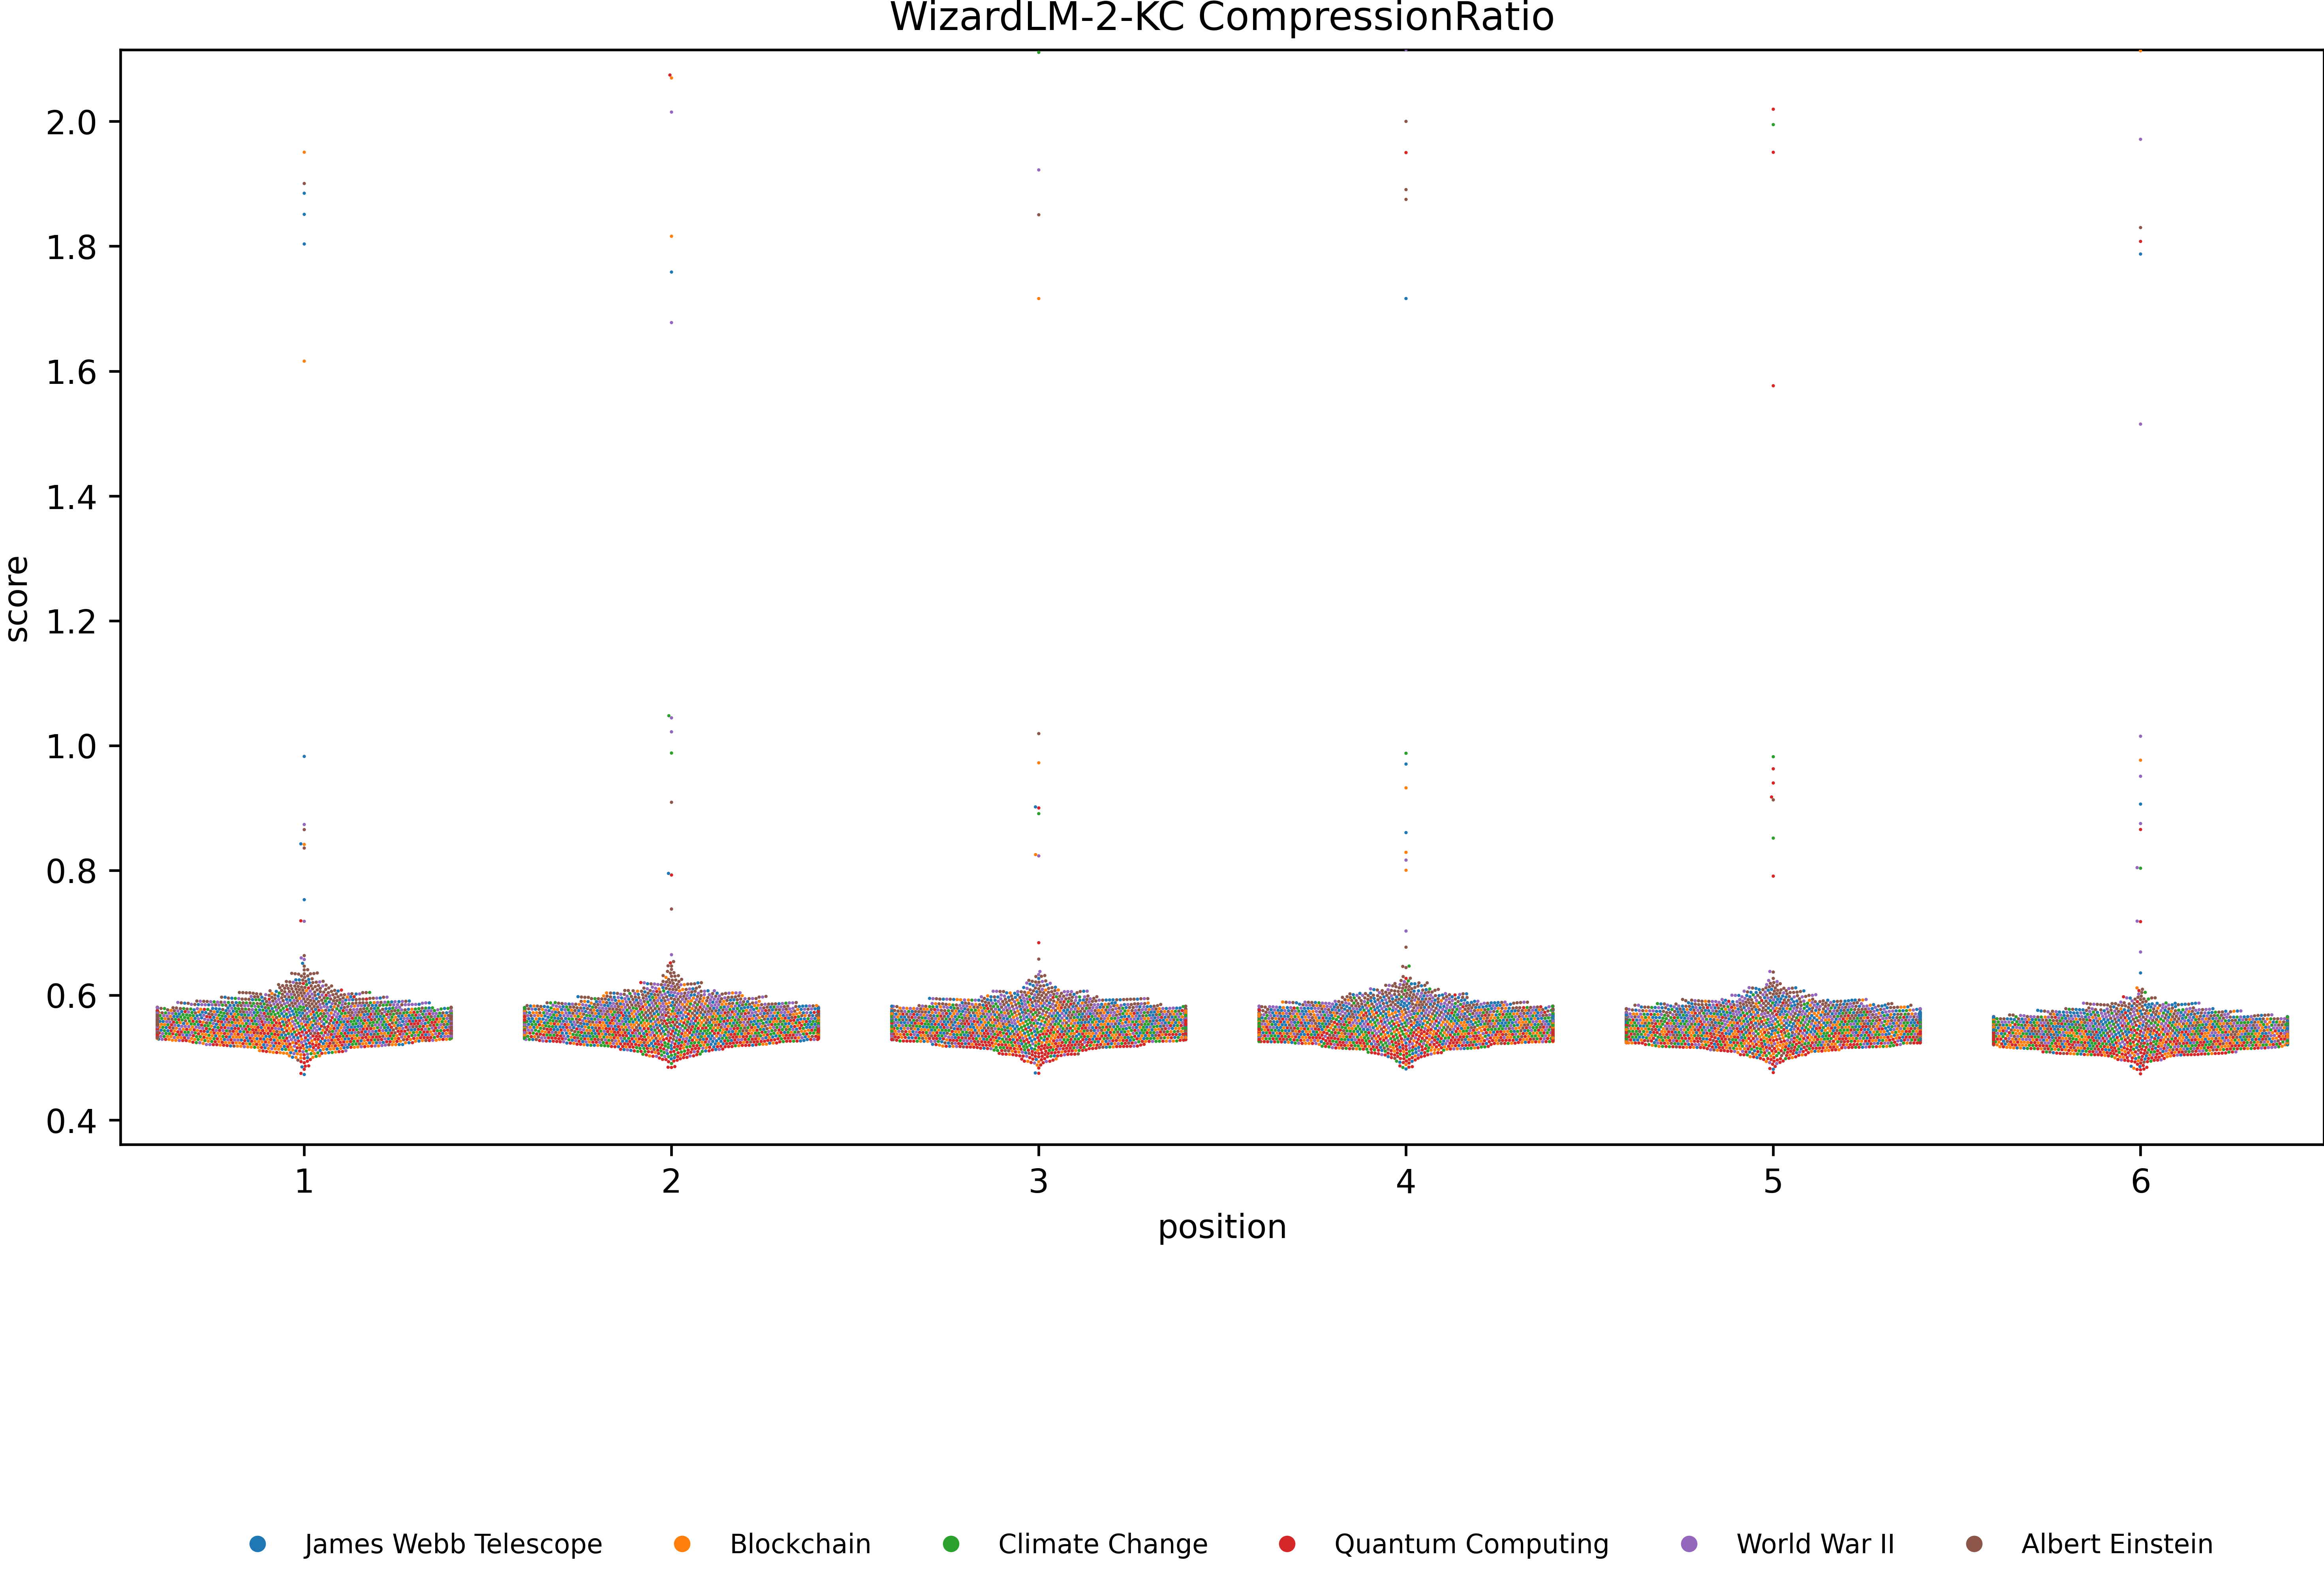 WizardLM-2-KC CompressionRatio
2.0
1.8
1.6
1.4
1.2
1.0
0.8
0.6
0.4
score
1 2 3 4 5 6
position
James Webb Telescope Blockchain Climate Change Quantum Computing World War II Albert Einstein